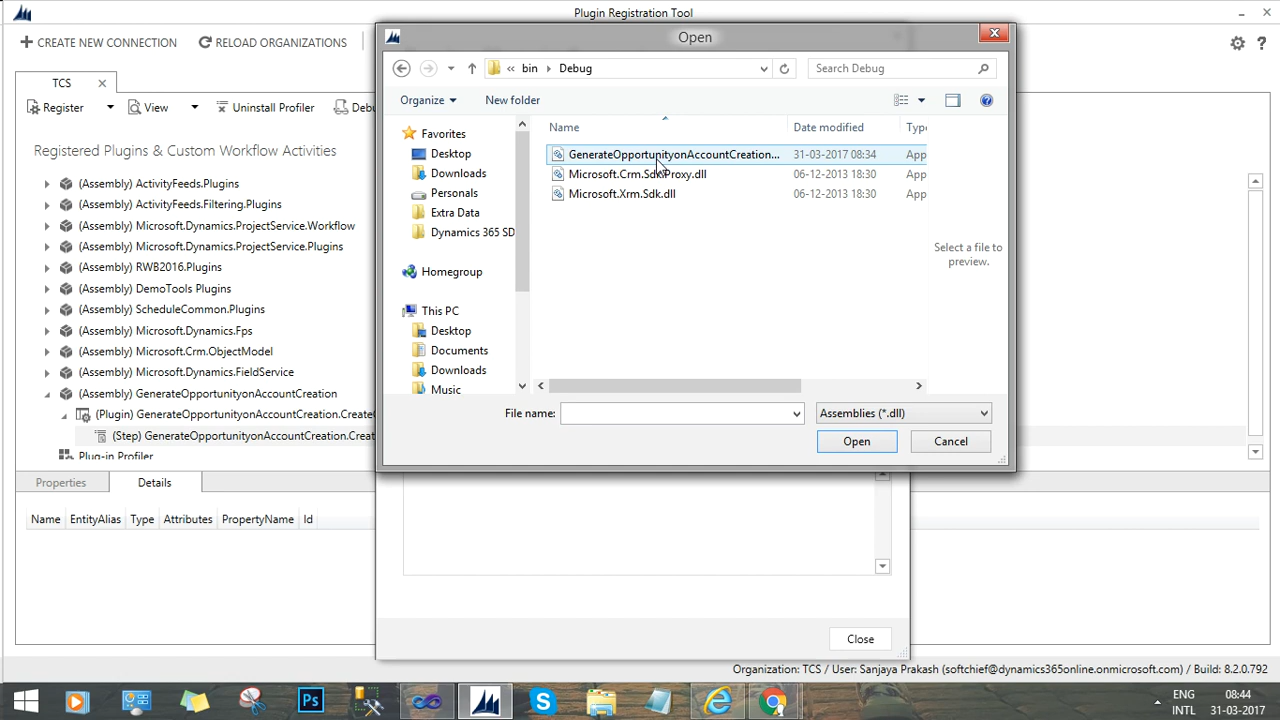 Plugin Registration Tool
CREATE NEW CONNECTION
RELOAD ORGANIZATIONS
TCS
Register
View
Uninstall Profiler
Debu
Registered Plugins & Custom Workflow Activities
(Assembly) ActivityFeeds.Plugins
(Assembly) ActivityFeeds.Filtering.Plugins
(Assembly) Microsoft.Dynamics.ProjectService.Workflow
(Assembly) Microsoft.Dynamics.ProjectService.Plugins
(Assembly) RWB2016.Plugins
(Assembly) DemoTools Plugins
(Assembly) ScheduleCommon.Plugins
(Assembly) Microsoft.Dynamics.Fps
(Assembly) Microsoft.Crm.ObjectModel
(Assembly) Microsoft.Dynamics.FieldService
(Assembly) GenerateOpportunityonAccountCreation
(Plugin) GenerateOpportunityonAccountCreation.Create
(Step) GenerateOpportunityonAccountCreation.Creat
Plug-in Profiler
Properties
Details
Name EntityAlias Type Attributes PropertyName Id
Open
« bin Debug
Search Debug
Organize
New folder
Favorites
Desktop
Downloads
Personals
Extra Data
Dynamics 365 SD
Homegroup
This PC
Desktop
Documents
Downloads
Music
Name Date modified Type
GenerateOpportunityonAccountCreation... 31-03-2017 08:34 App
Microsoft.Crm.Sdk.Proxy.dll 06-12-2013 18:30 App
Microsoft.Xrm.Sdk.dll 06-12-2013 18:30 App
Select a file to
preview.
File name:
Assemblies (*.dll)
Open
Cancel
Close
Organization: TCS / User: Sanjaya Prakash (softchief@dynamics365online.onmicrosoft.com) / Build: 8.2.0.792
Ps
ENG
INTL
08:44
31-03-2017